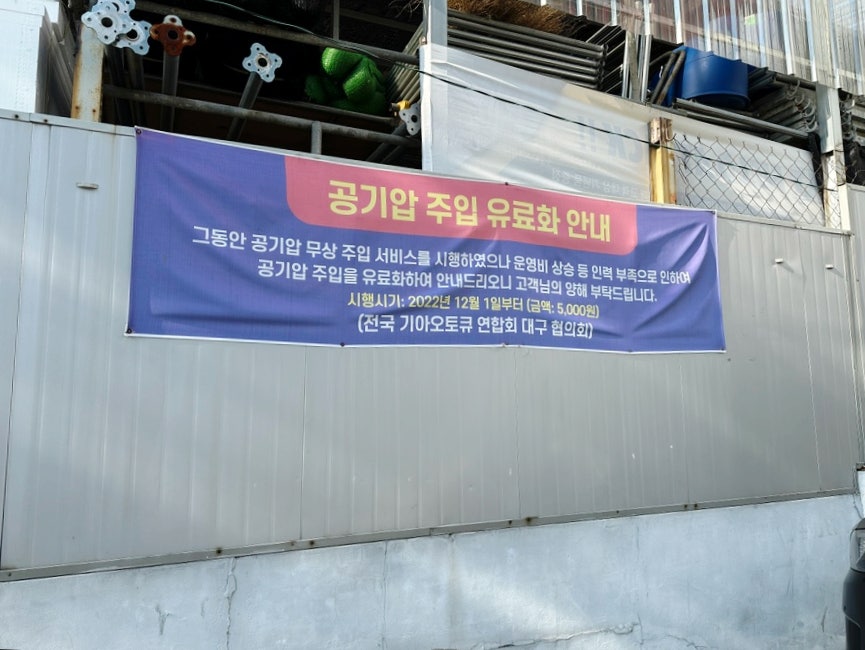 공기압 주입 유료화 안내
그동안 공기압 무상 주입 서비스를 시행하였으나 운영비 상승 등 인력 부족으로 인하여
공기압 주입을 유료화하여 안내드리오니 고객님의 양해 부탁드립니다.
시행시기: 2022년 12월 1일부터 (금액: 5,000원)
(전국 기아오토큐 연합회 대구 협의회)